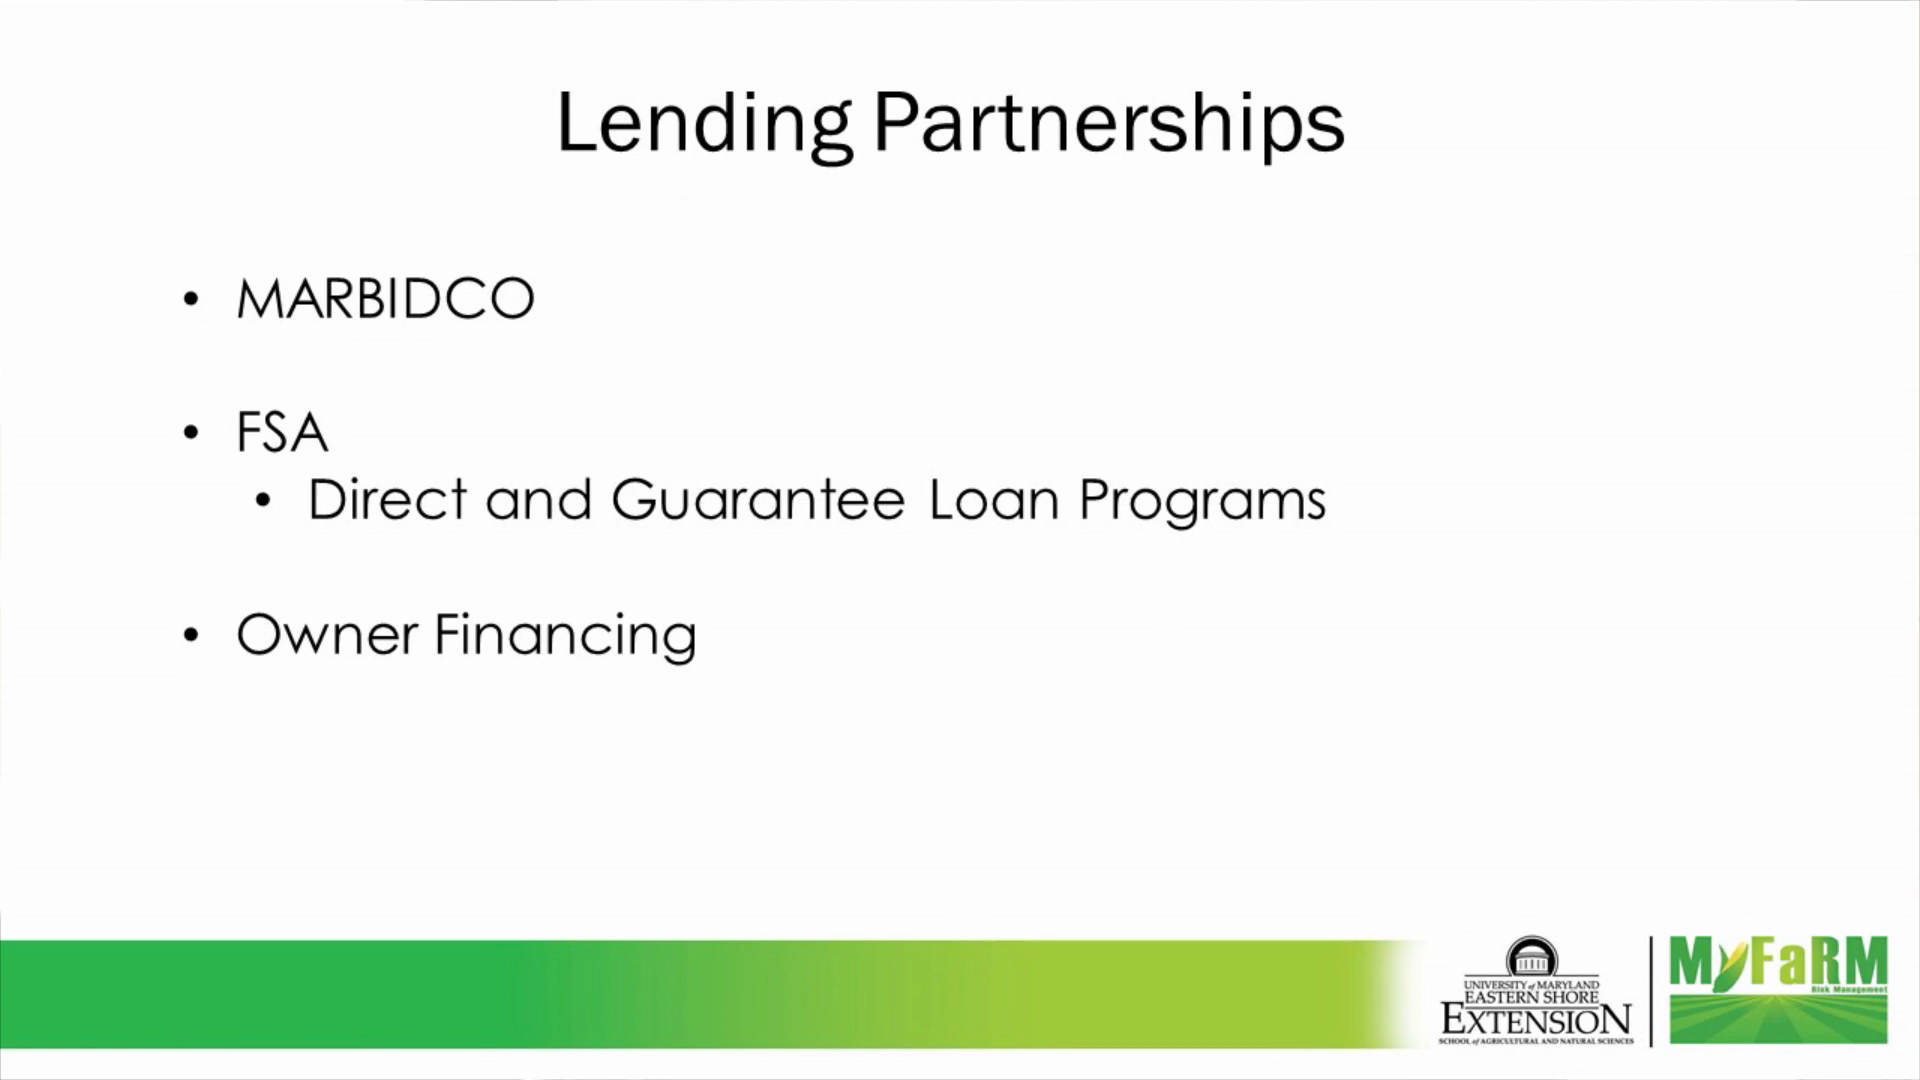 Lending Partnerships
• MARBIDCO
• FSA
• Direct and Guarantee Loan Programs
• Owner Financing
UNIVERSITY of MARYLAND
EASTERN SHORE
EXTENSION
SCHOOL of AGRICULTURAL AND NATURAL SCIENCES
MyFaRM
Risk Management